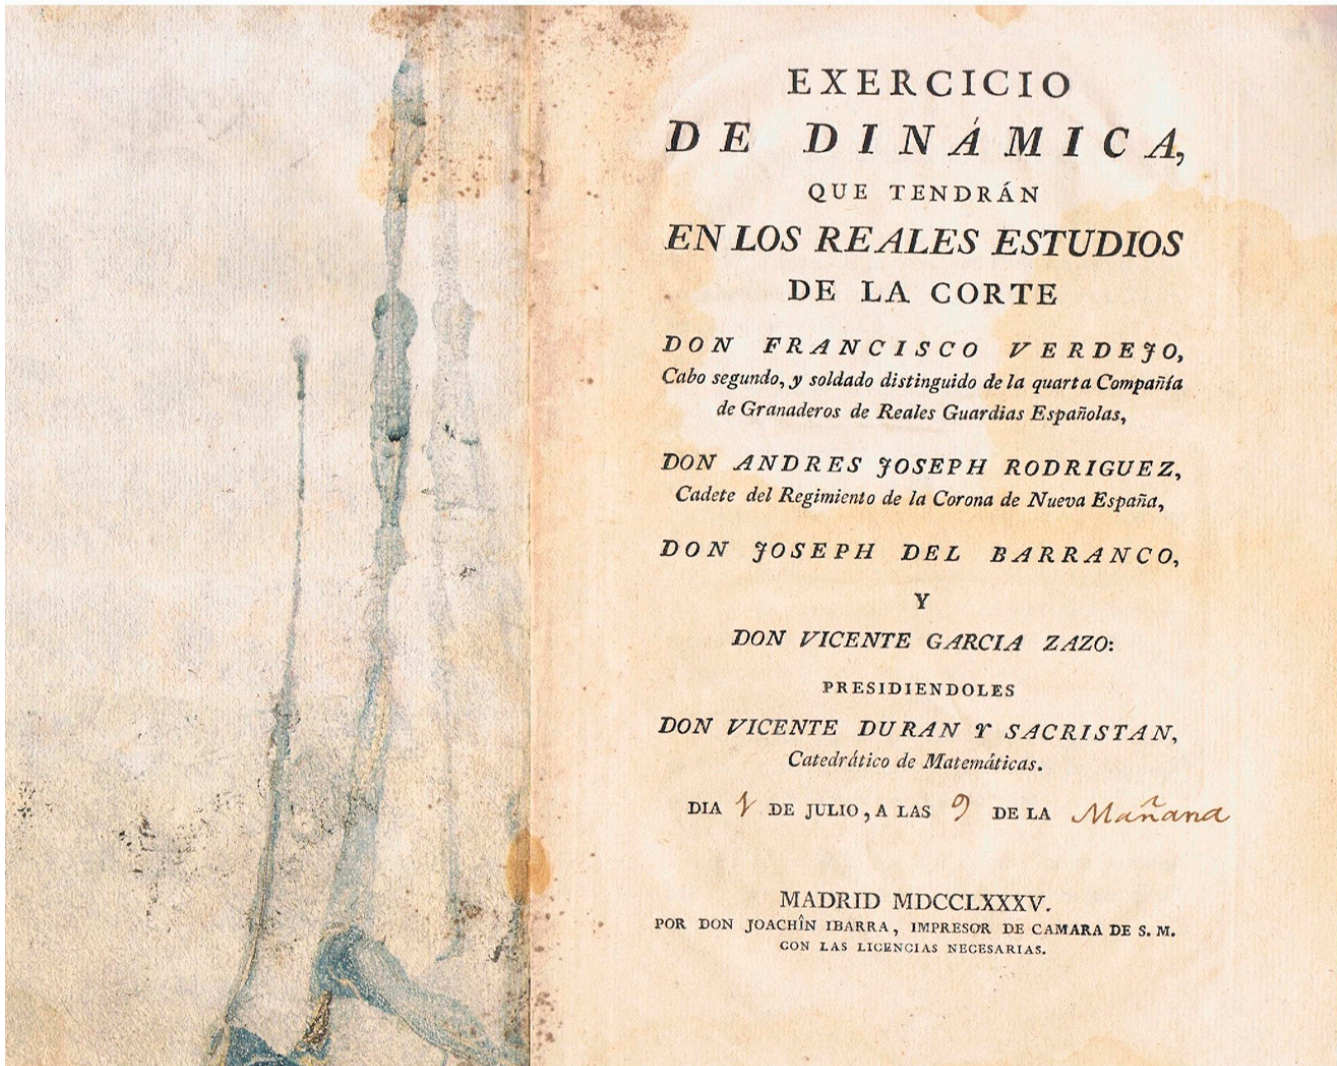 EXERCICIO
DE DINÁMICA,
QUE TENDRÁN
EN LOS REALES ESTUDIOS
DE LA CORTE
DON FRANCISCO VERDEJO,
Cabo segundo, y soldado distinguido de la quarta Compañía
de Granaderos de Reales Guardias Españolas,
DON ANDRES JOSEPH RODRIGUEZ,
Cadete del Regimiento de la Corona de Nueva España,
DON JOSEPH DEL BARRANCO,
Y
DON VICENTE GARCIA ZAZO:
PRESIDIENDOLES
DON VICENTE DURAN Y SACRISTAN,
Catedrático de Matemáticas.
DIA 1 DE JULIO, A LAS 9 DE LA Mañana
MADRID MDCCLXXXV.
POR DON JOACHÎN IBARRA, IMPRESOR DE CAMARA DE S. M.
CON LAS LICENCIAS NECESARIAS.